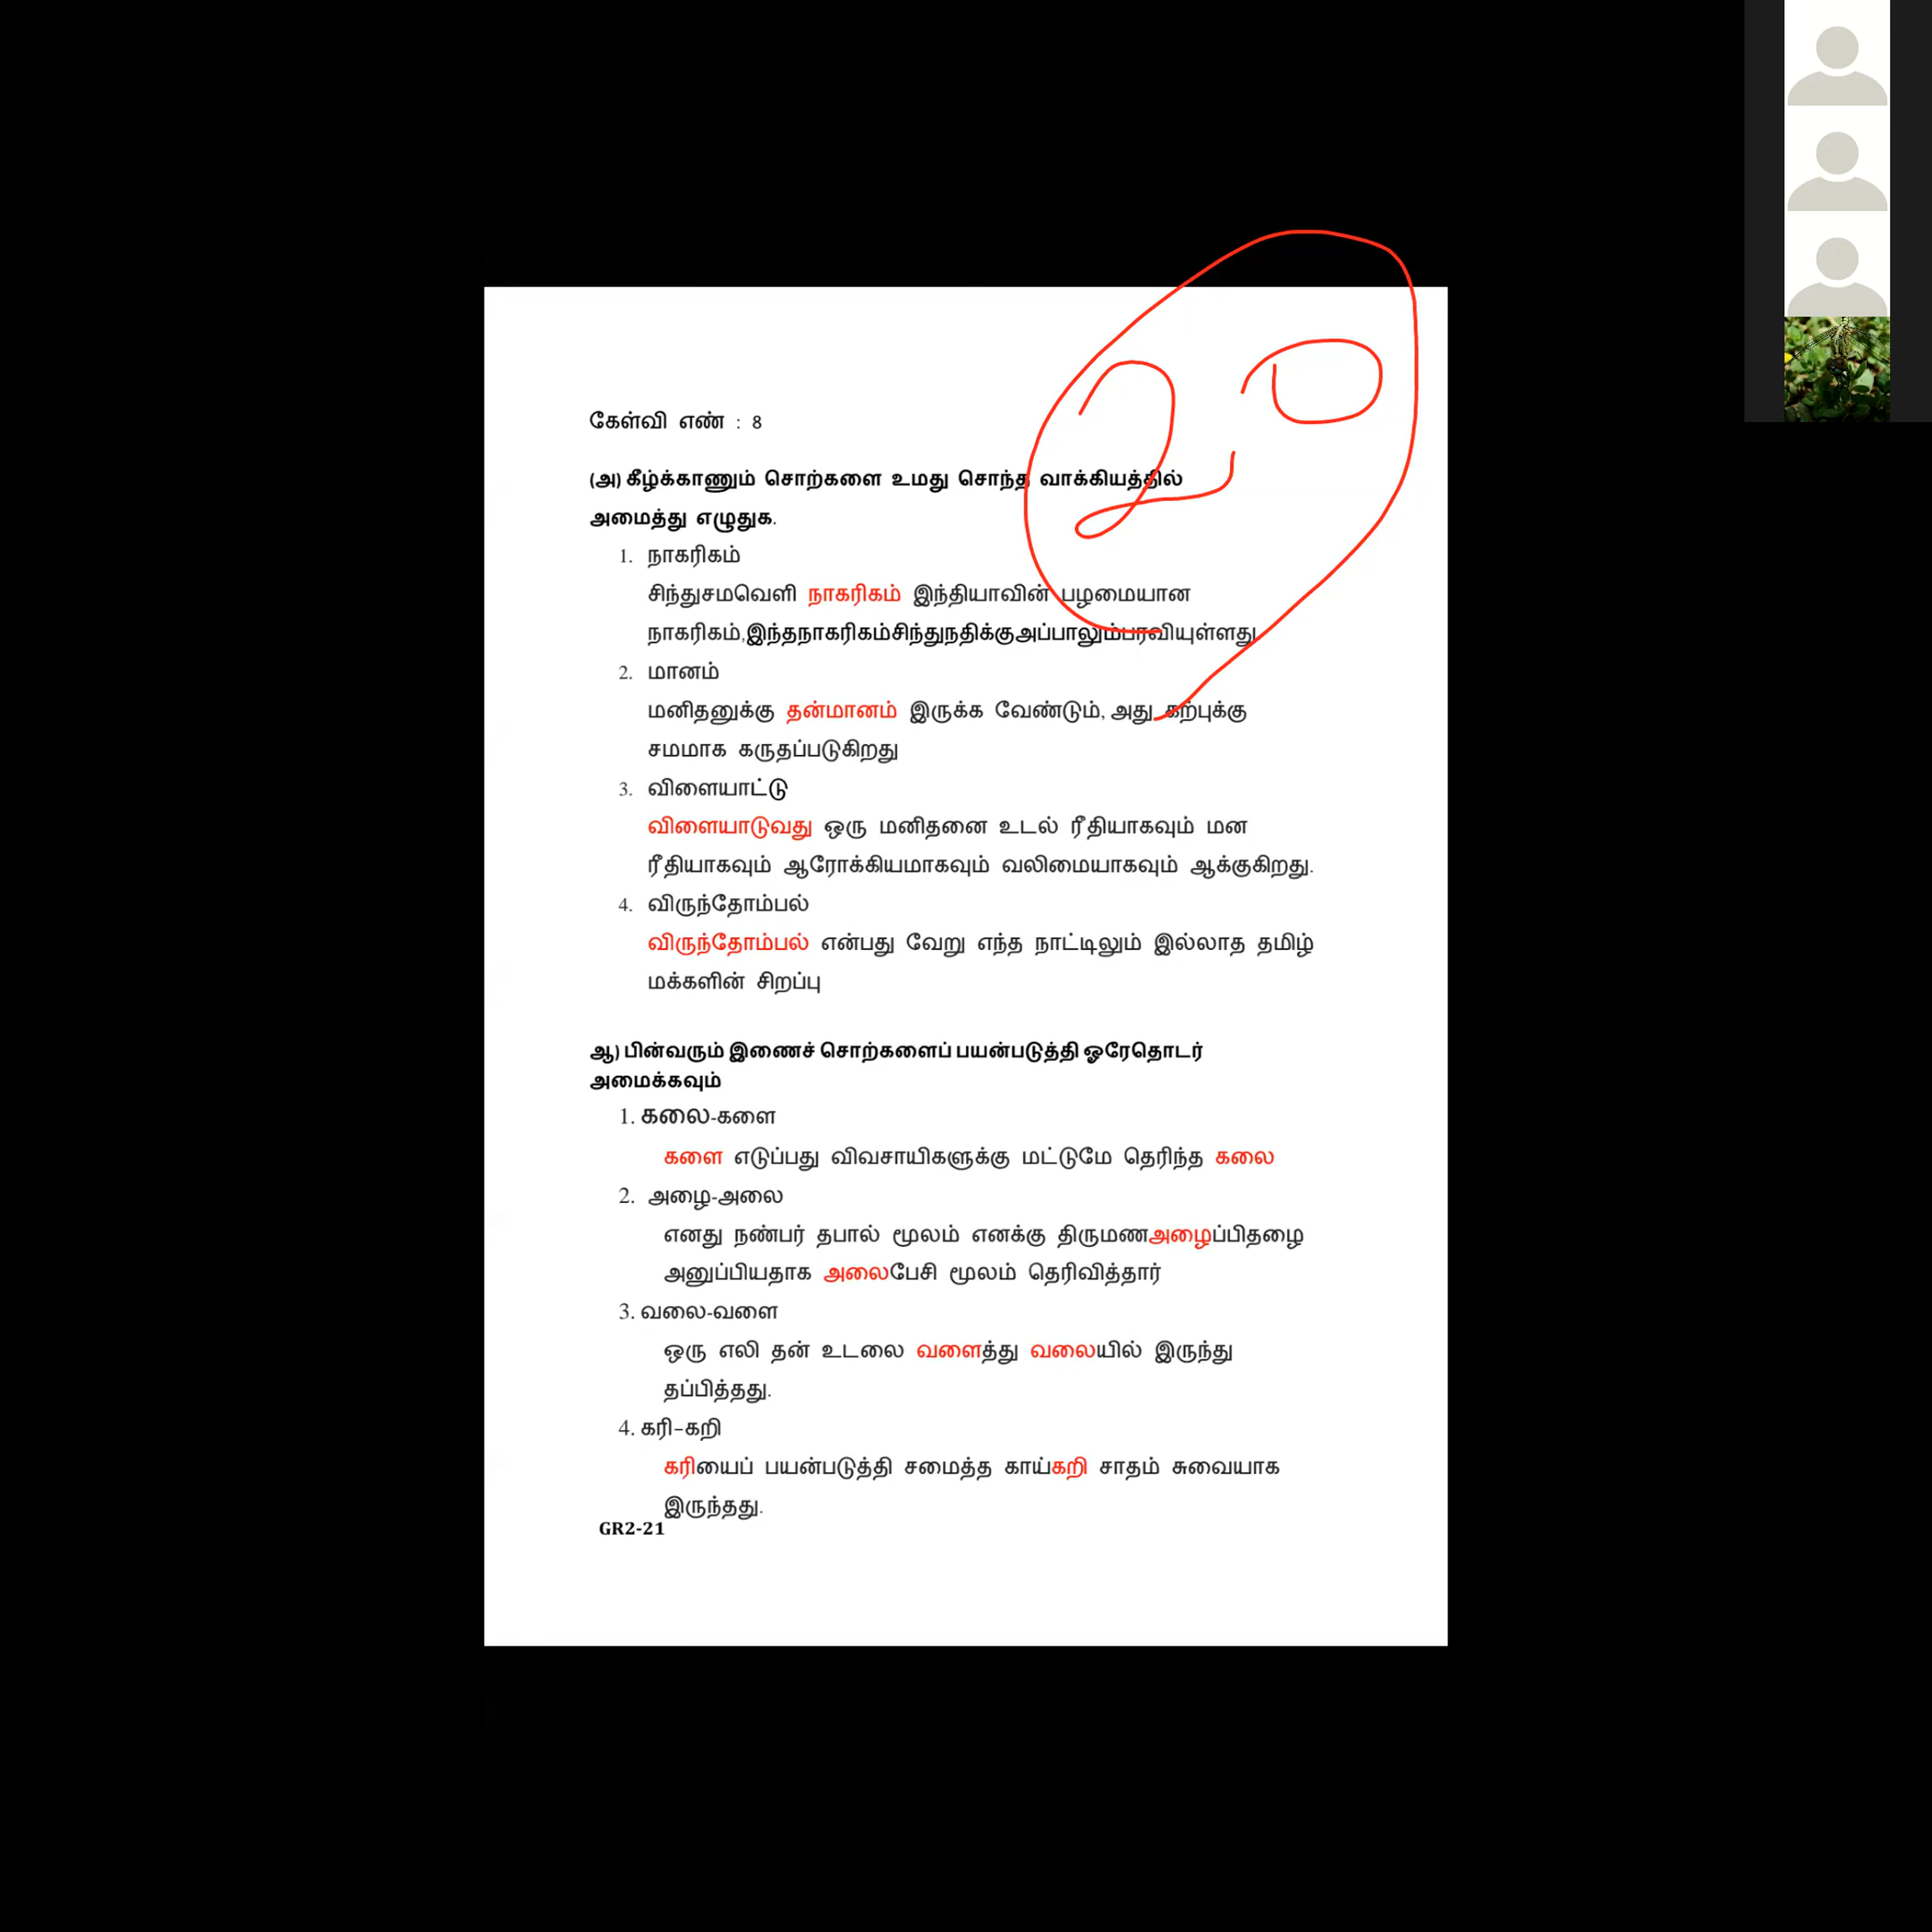 20
கேள்வி எண் : 8
(அ) கீழ்க்காணும் சொற்களை உமது சொந்த வாக்கியத்தில்
அமைத்து எழுதுக.
1. நாகரிகம்
சிந்துசமவெளி நாகரிகம் இந்தியாவின் பழமையான
நாகரிகம்,இந்தநாகரிகம்சிந்துநதிக்குஅப்பாலும்பரவியுள்ளது
2. மானம்
மனிதனுக்கு தன்மானம் இருக்க வேண்டும், அது கற்புக்கு
சமமாக கருதப்படுகிறது
3. விளையாட்டு
விளையாடுவது ஒரு மனிதனை உடல் ரீதியாகவும் மன
ரீதியாகவும் ஆரோக்கியமாகவும் வலிமையாகவும் ஆக்குகிறது.
4. விருந்தோம்பல்
விருந்தோம்பல் என்பது வேறு எந்த நாட்டிலும் இல்லாத தமிழ்
மக்களின் சிறப்பு
ஆ) பின்வரும் இணைச் சொற்களைப் பயன்படுத்தி ஓரேதொடர்
அமைக்கவும்
1. கலை-களை
களை எடுப்பது விவசாயிகளுக்கு மட்டுமே தெரிந்த கலை
2. அழை-அலை
எனது நண்பர் தபால் மூலம் எனக்கு திருமணஅழைப்பிதழை
அனுப்பியதாக அலைபேசி மூலம் தெரிவித்தார்
3. வலை-வளை
ஒரு எலி தன் உடலை வளைத்து வலையில் இருந்து
தப்பித்தது.
4. கரி-கறி
கரியைப் பயன்படுத்தி சமைத்த காய்கறி சாதம் சுவையாக
இருந்தது.
GR2-21